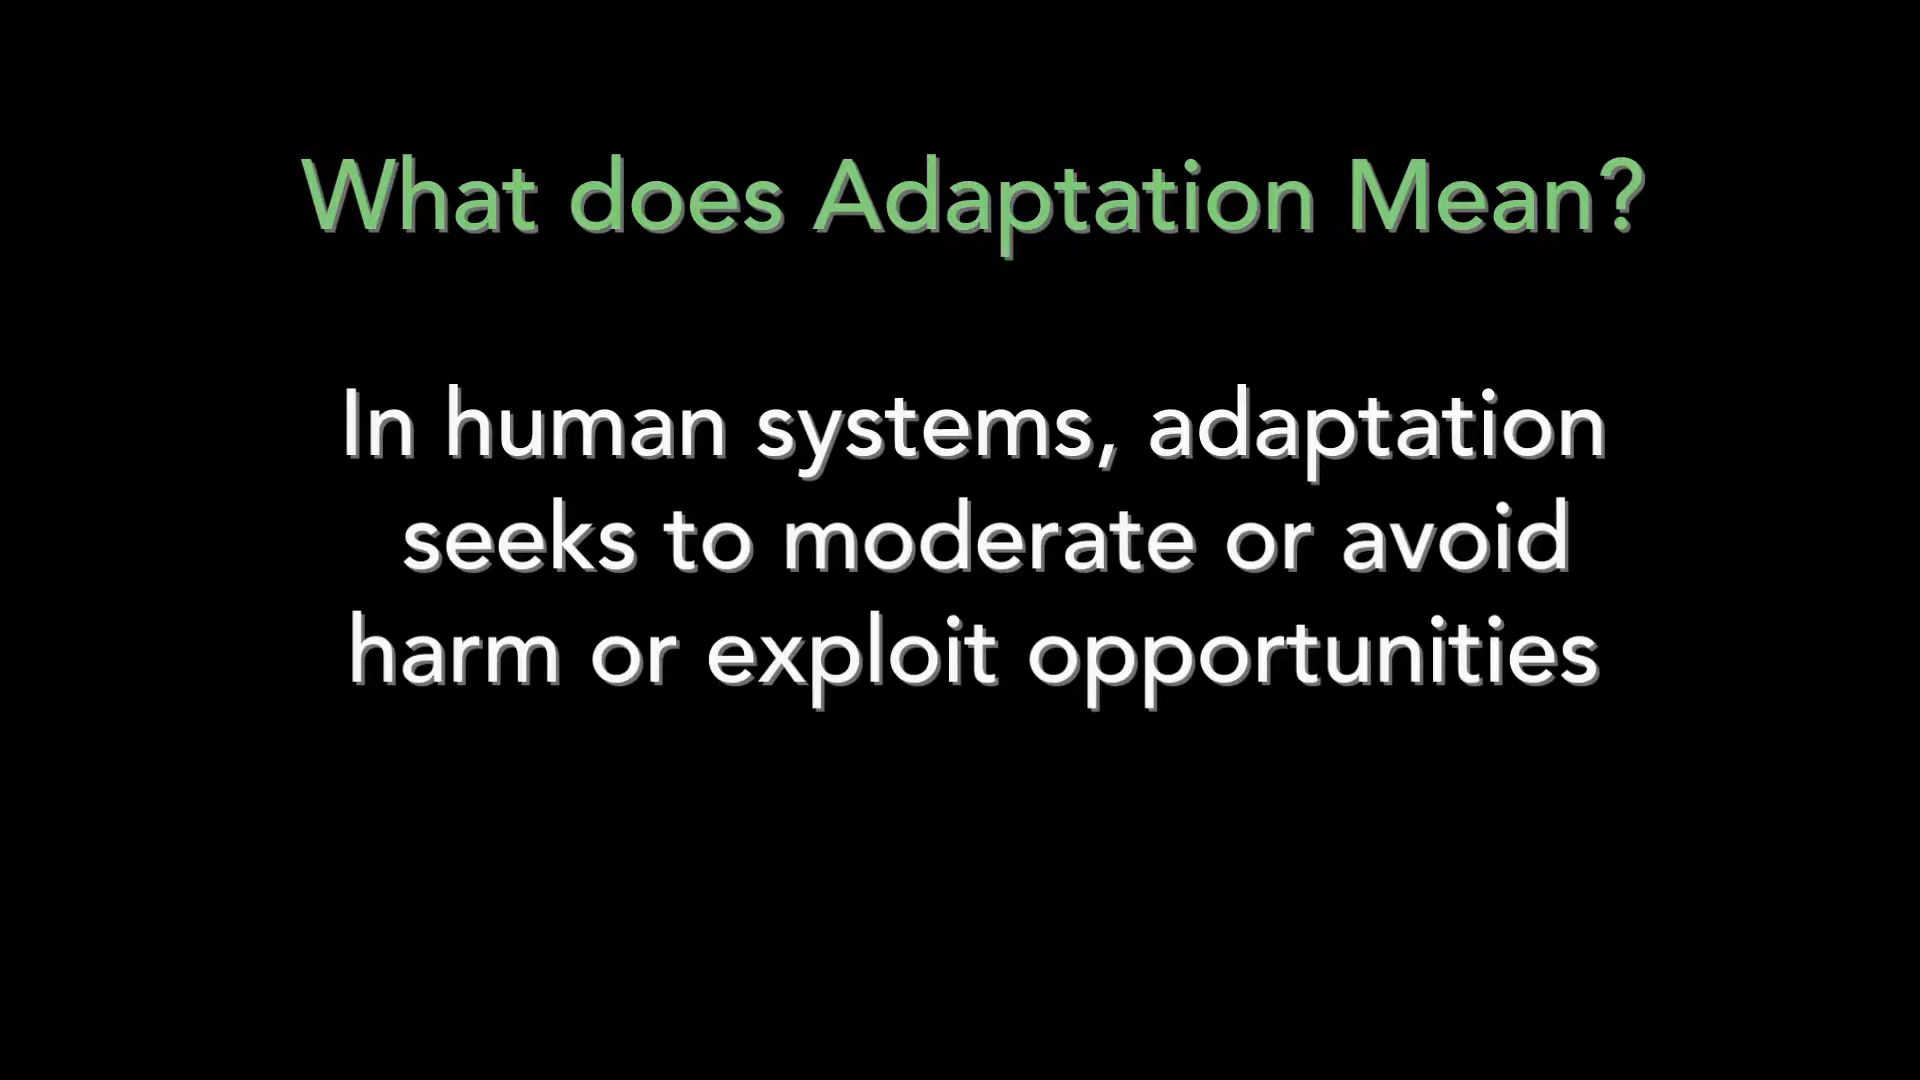 What does Adaptation Mean?
In human systems, adaptation
seeks to moderate or avoid
harm or exploit opportunities